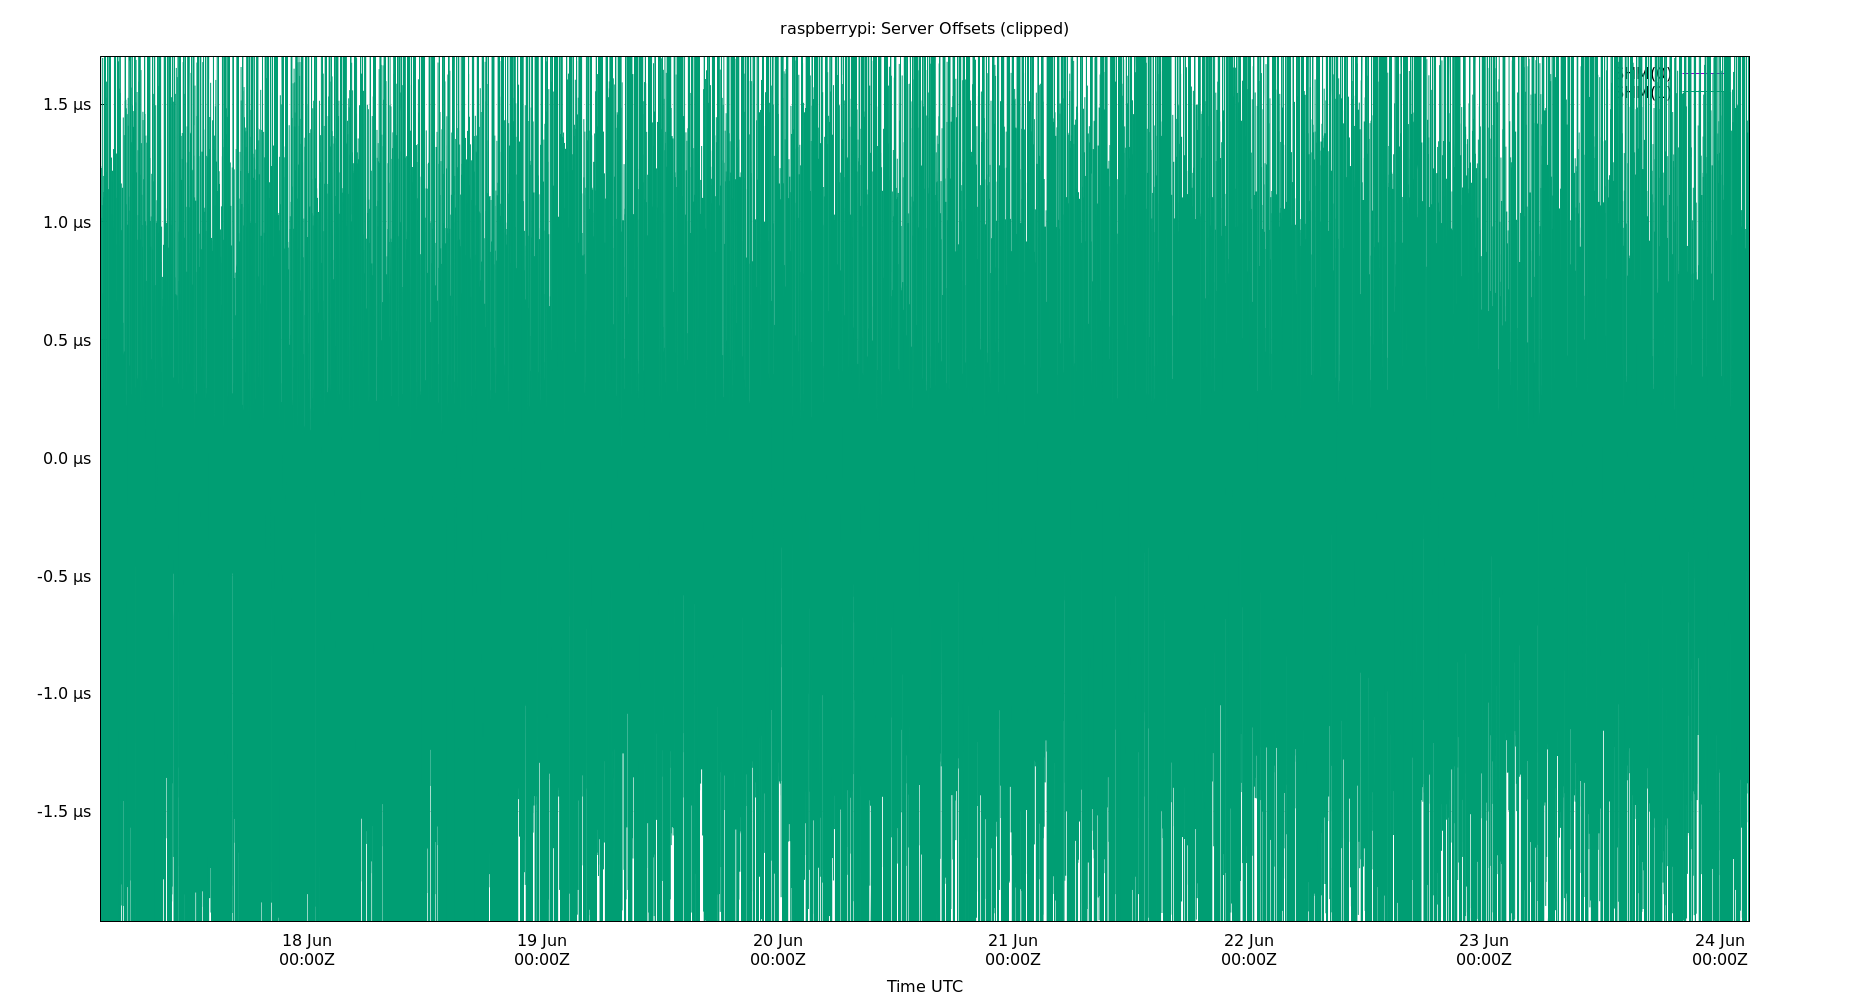 raspberrypi: Server Offsets (clipped)
1.5 µs
1.0 µs
0.5 µs
0.0 µs
-0.5 µs
-1.0 µs
-1.5 µs
18 Jun
00:00Z
19 Jun
00:00Z
20 Jun
00:00Z
21 Jun
00:00Z
22 Jun
00:00Z
23 Jun
00:00Z
24 Jun
00:00Z
Time UTC